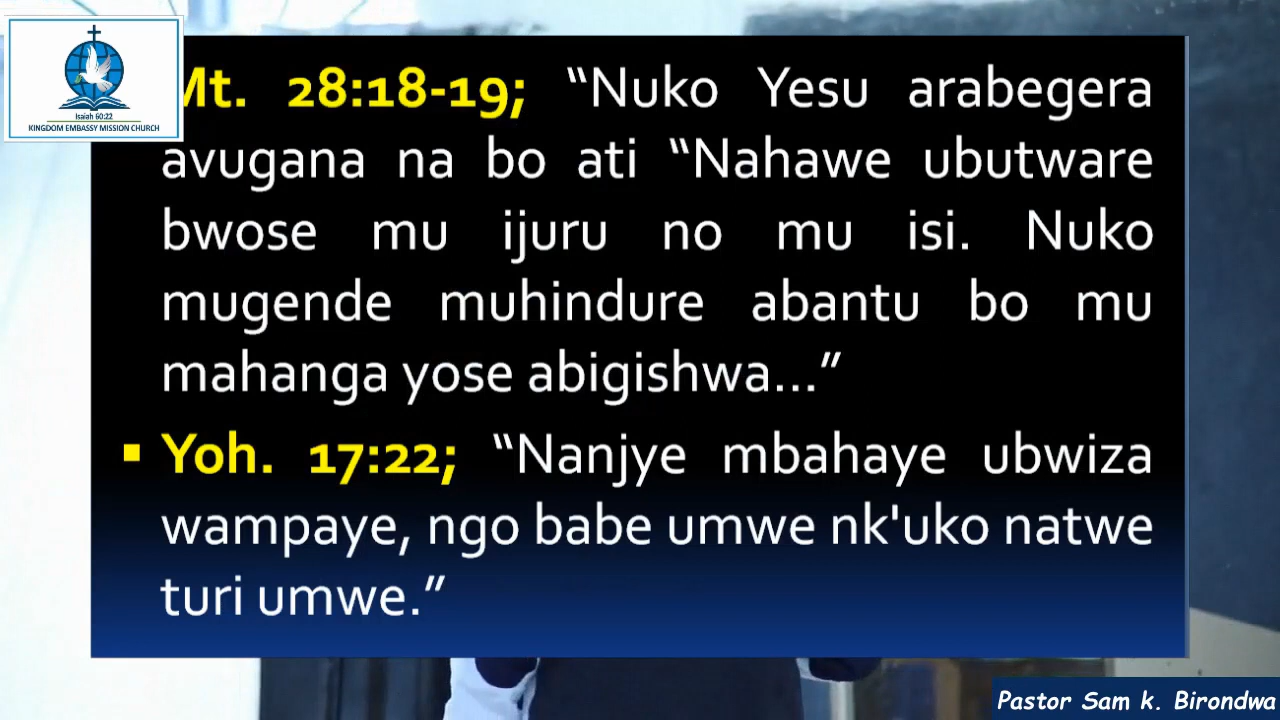 Isaiah 60:22
KINGDOM EMBASSY MISSION CHURCH
Mt. 28:18-19; “Nuko Yesu arabegera
avugana na bo ati “Nahawe ubutware
bwose mu ijuru no mu isi. Nuko
mugende muhindure abantu bo mu
mahanga yose abigishwa...”
▪ Yoh. 17:22; “Nanjye mbahaye ubwiza
wampaye, ngo babe umwe nk'uko natwe
turi umwe.”
Pastor Sam k. Birondwa